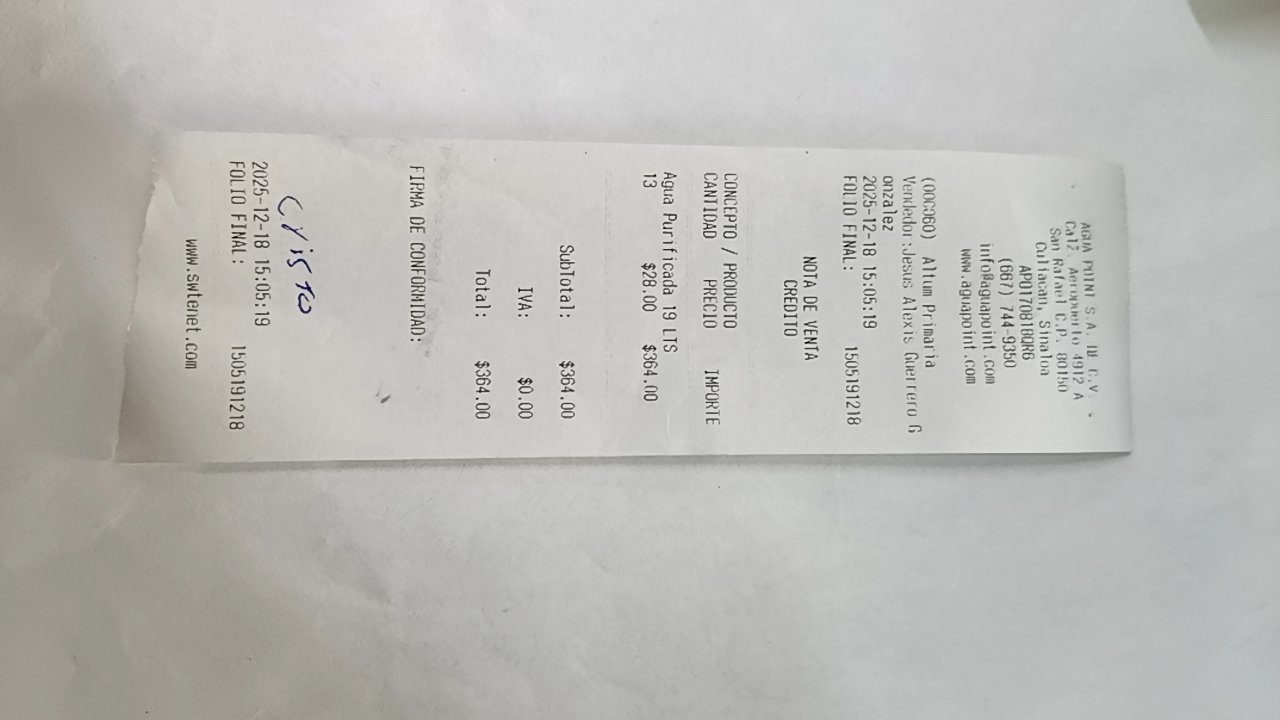 AGUA POINT S.A. DE C.V.
Calz. Aeropuerto 4912 A
San Rafael C.P. 80150
Culiacan, Sinaloa
APO170818QR6
(667) 744-9350
info@aguapoint.com
www.aguapoint.com
(000360) Altum Primaria
Vendedor:Jesus Alexis Guerrero G
onzalez
2025-12-18 15:05:19
FOLIO FINAL: 1505191218
NOTA DE VENTA
CREDITO
CONCEPTO / PRODUCTO
CANTIDAD PRECIO IMPORTE
Agua Purificada 19 LTS
13 $28.00 $364.00
SubTotal: $364.00
IVA: $0.00
Total: $364.00
FIRMA DE CONFORMIDAD:
Cristo
2025-12-18 15:05:19
FOLIO FINAL: 1505191218
www.swtenet.com